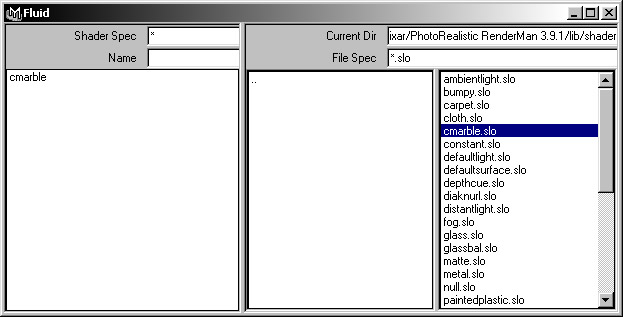 Fluid
Shader Spec *
Name
Current Dir ixar/PhotoRealistic RenderMan 3.9.1/lib/shader
File Spec *.slo
cmarble
..
ambientlight.slo
bumpy.slo
carpet.slo
cloth.slo
cmarble.slo
constant.slo
defaultlight.slo
defaultsurface.slo
depthcue.slo
diaknurl.slo
distantlight.slo
fog.slo
glass.slo
glassbal.slo
matte.slo
metal.slo
null.slo
paintedplastic.slo